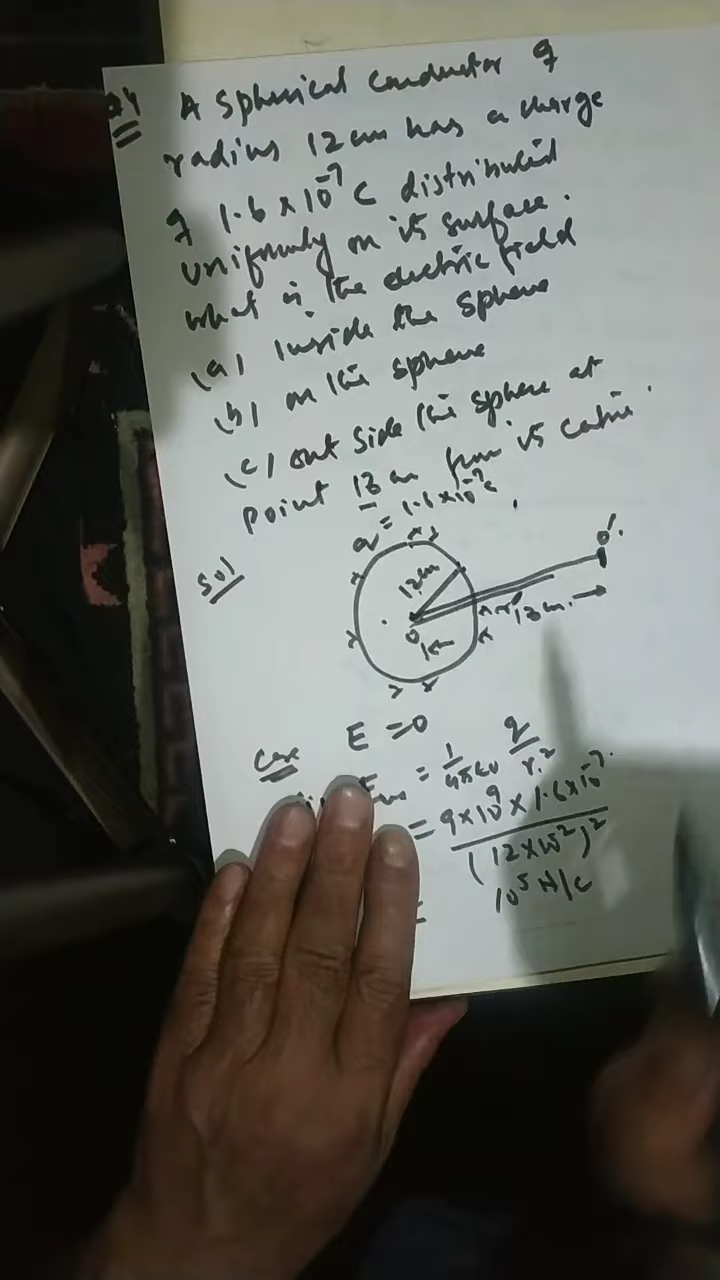 A spherical conductor of
radius 12 cm has a charge
of 1.6 × 10⁻⁷ C distributed
uniformly on its surface.
what is the electric field
(a) Inside the sphere
(b) on the sphere
(c) out side the sphere at
point 18 cm from its centre.
q = 1.6 × 10⁻⁷ C
Sol
12 cm
O
O'
Case E = 0
= 1/4πε₀ q/r²
= 9 × 10⁹ × 1.6 × 10⁻⁷ / (12 × 10⁻²)²
= 10⁵ N/C